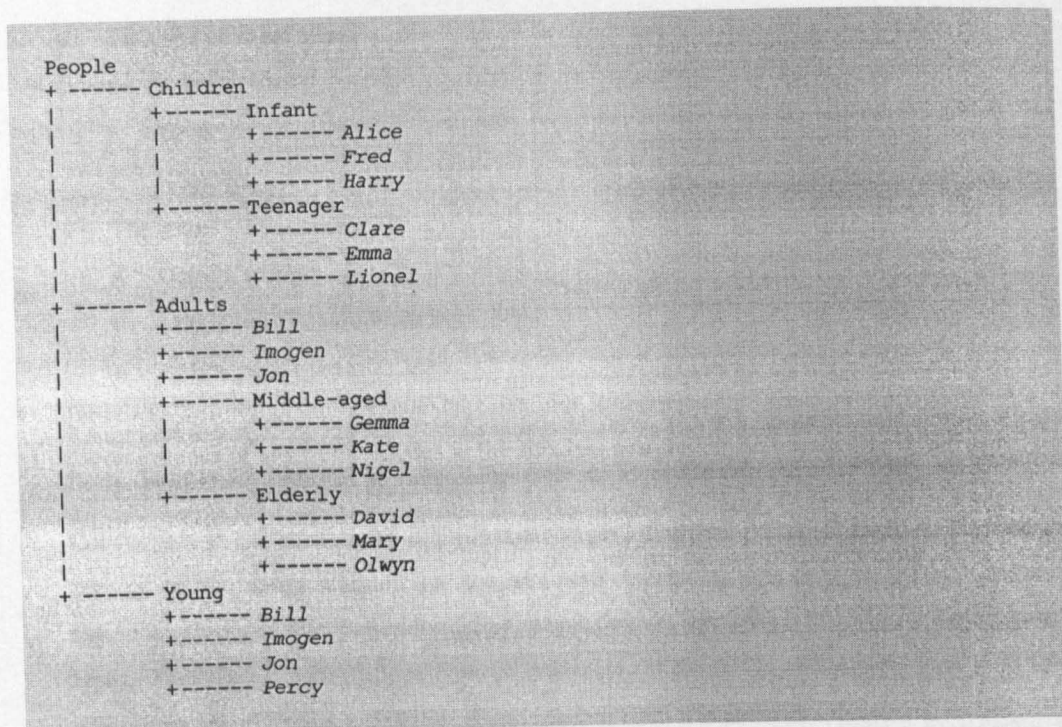 People
+ ------ Children
+------ Infant
+------ Alice
+------ Fred
+------ Harry
+------ Teenager
+------ Clare
+------ Emma
+------ Lionel
+ ------ Adults
+------ Bill
+------ Imogen
+------ Jon
+------ Middle-aged
+------ Gemma
+------ Kate
+------ Nigel
+------ Elderly
+------ David
+------ Mary
+------ Olwyn
+ ------ Young
+------ Bill
+------ Imogen
+------ Jon
+------ Percy